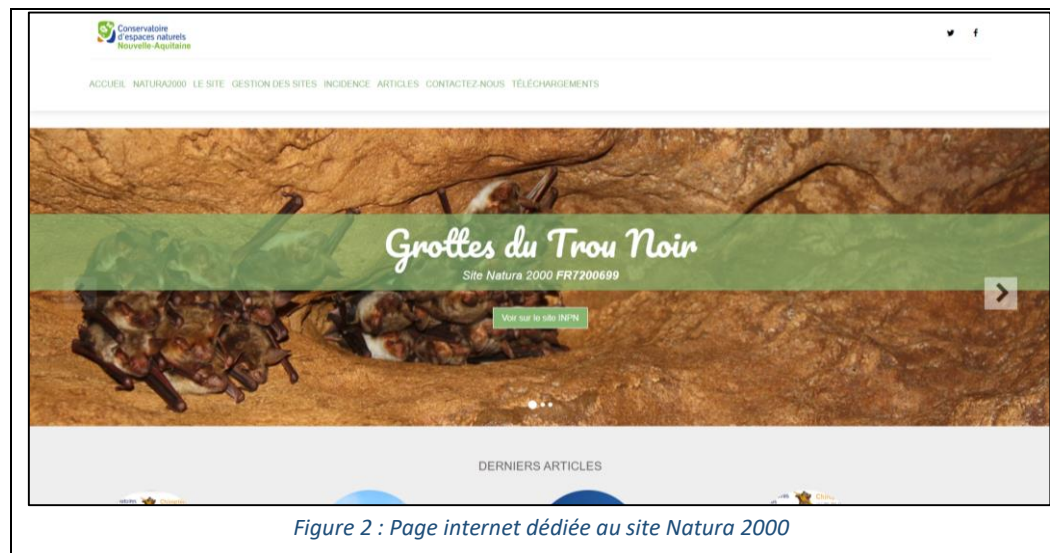 Conservatoire
d'espaces naturels
Nouvelle-Aquitaine
ACCUEIL NATURA2000 LE SITE GESTION DES SITES INCIDENCE ARTICLES CONTACTEZ-NOUS TÉLÉCHARGEMENTS
Grottes du Trou Noir
Site Natura 2000 FR7200699
Voir sur le site INPN
DERNIERS ARTICLES
Figure 2 : Page internet dédiée au site Natura 2000